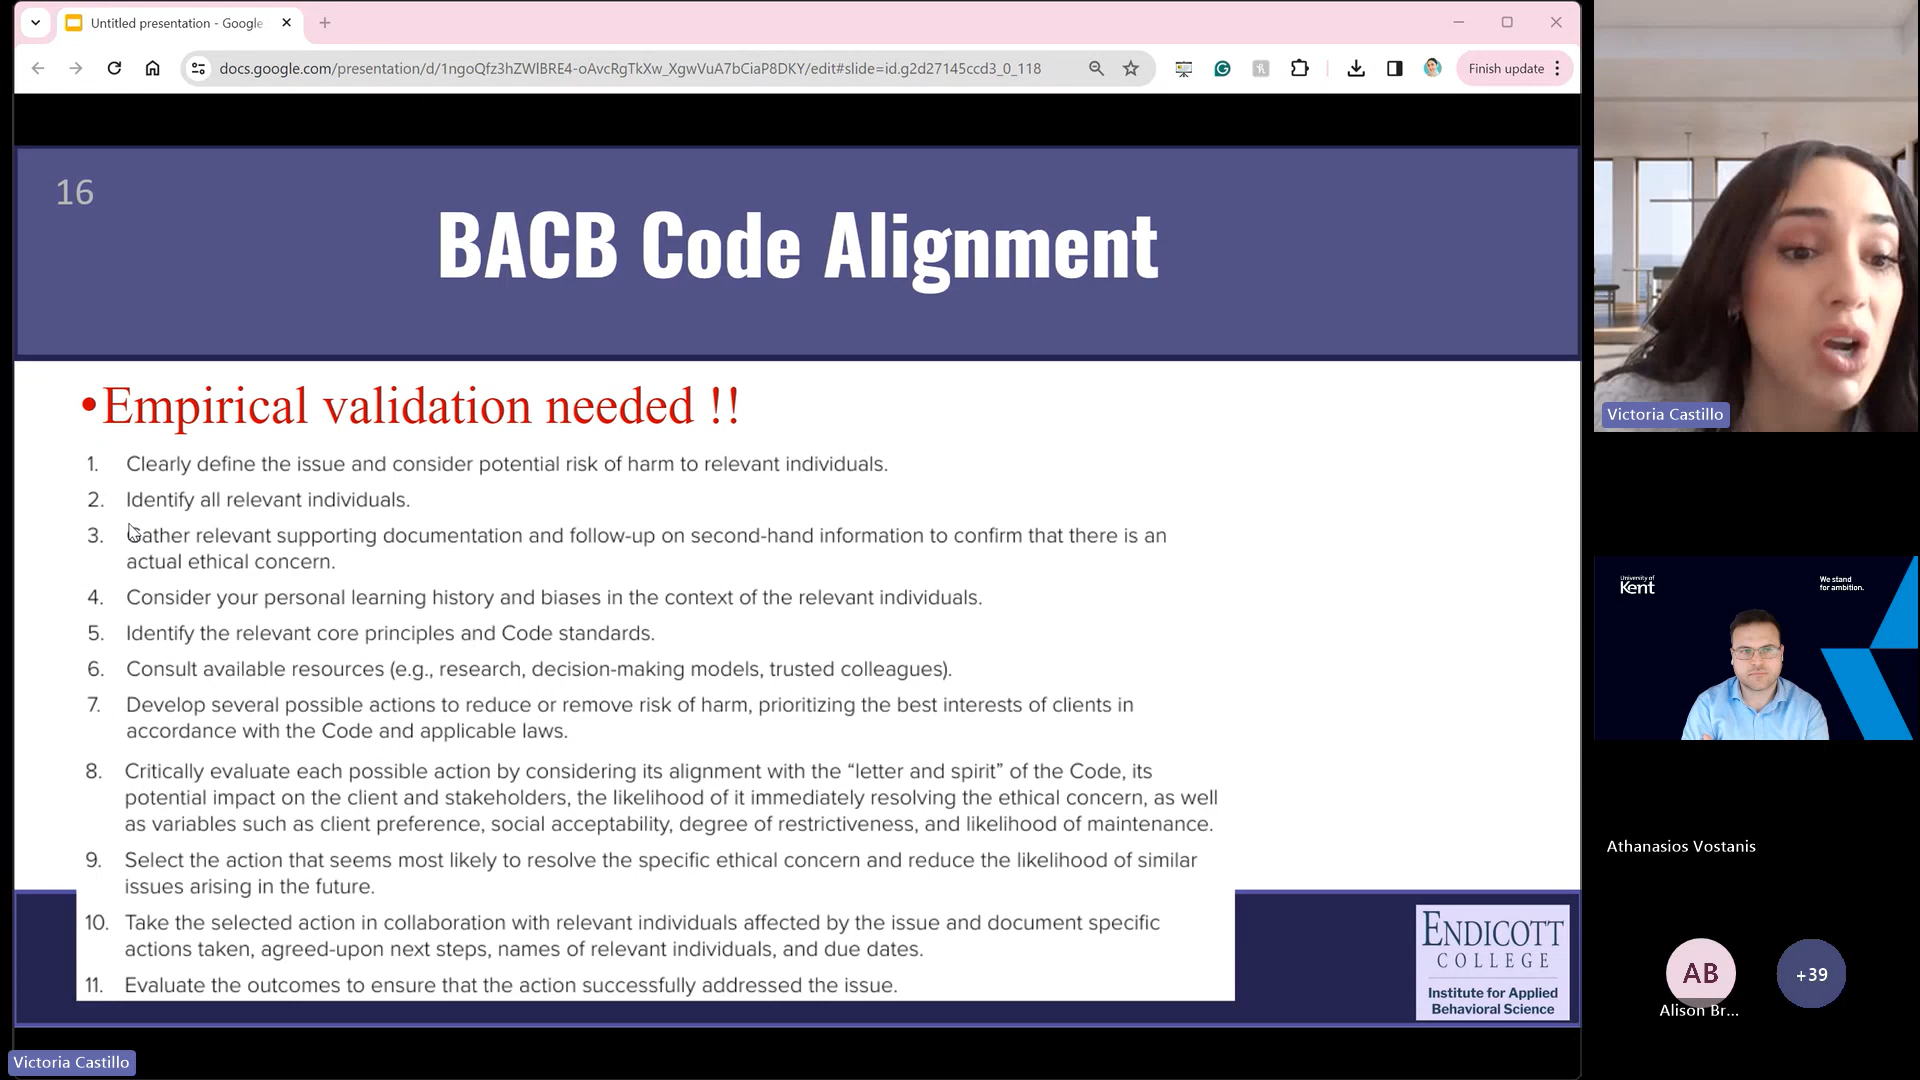 Untitled presentation - Google
docs.google.com/presentation/d/1ngoQfz3hZWlBRE4-oAvcRgTkXw_XgwVuA7bCiaP8DKY/edit#slide=id.g2d27145ccd3_0_118
Finish update
16
BACB Code Alignment
•Empirical validation needed !!
1. Clearly define the issue and consider potential risk of harm to relevant individuals.
2. Identify all relevant individuals.
3. Gather relevant supporting documentation and follow-up on second-hand information to confirm that there is an
actual ethical concern.
4. Consider your personal learning history and biases in the context of the relevant individuals.
5. Identify the relevant core principles and Code standards.
6. Consult available resources (e.g., research, decision-making models, trusted colleagues).
7. Develop several possible actions to reduce or remove risk of harm, prioritizing the best interests of clients in
accordance with the Code and applicable laws.
8. Critically evaluate each possible action by considering its alignment with the “letter and spirit” of the Code, its
potential impact on the client and stakeholders, the likelihood of it immediately resolving the ethical concern, as well
as variables such as client preference, social acceptability, degree of restrictiveness, and likelihood of maintenance.
9. Select the action that seems most likely to resolve the specific ethical concern and reduce the likelihood of similar
issues arising in the future.
10. Take the selected action in collaboration with relevant individuals affected by the issue and document specific
actions taken, agreed-upon next steps, names of relevant individuals, and due dates.
11. Evaluate the outcomes to ensure that the action successfully addressed the issue.
ENDICOTT
COLLEGE
Institute for Applied
Behavioral Science
Victoria Castillo
Victoria Castillo
University of
Kent
We stand
for ambition.
Athanasios Vostanis
AB
Alison Br...
+39